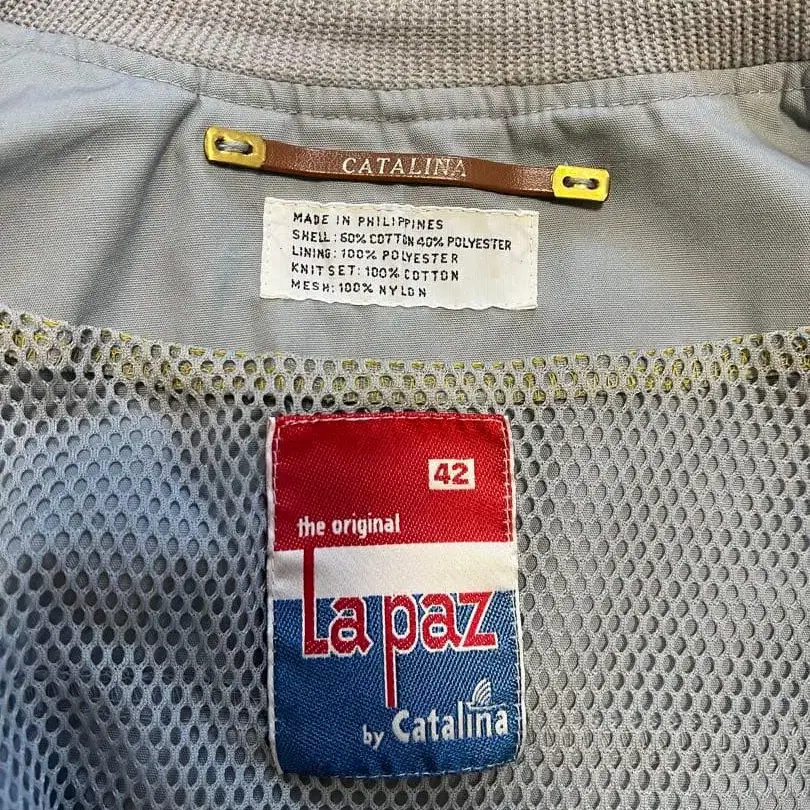 CATALINA
MADE IN PHILIPPINES
SHELL: 60% COTTON 40% POLYESTER
LINING: 100% POLYESTER
KNIT SET: 100% COTTON
MESH: 100% NYLON
42
the original
La paz
by Catalina